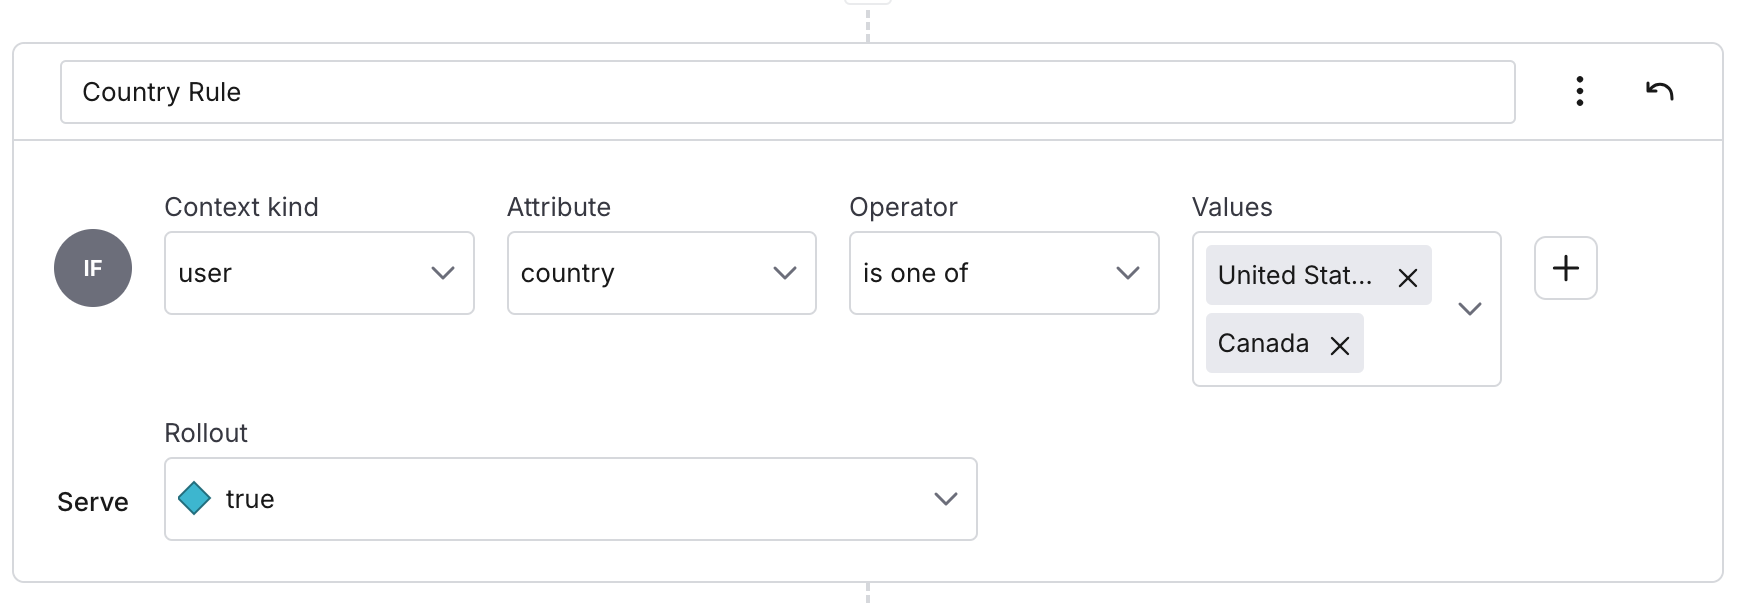 Country Rule
IF
Context kind
user
Attribute
country
Operator
is one of
Values
United Stat...
Canada
Serve
Rollout
true